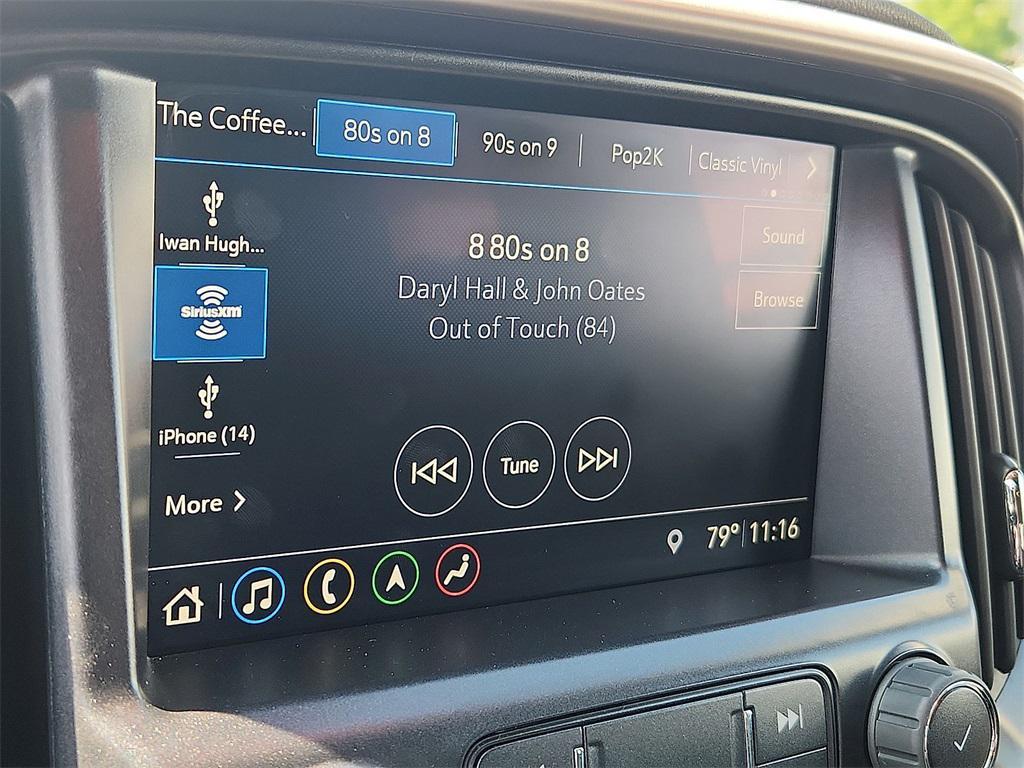 The Coffee... 80s on 8 90s on 9 Pop2K Classic Vinyl
Iwan Hugh...
SiriusXM
iPhone (14)
More
8 80s on 8
Daryl Hall & John Oates
Out of Touch (84)
Tune
Sound
Browse
79° 11:16